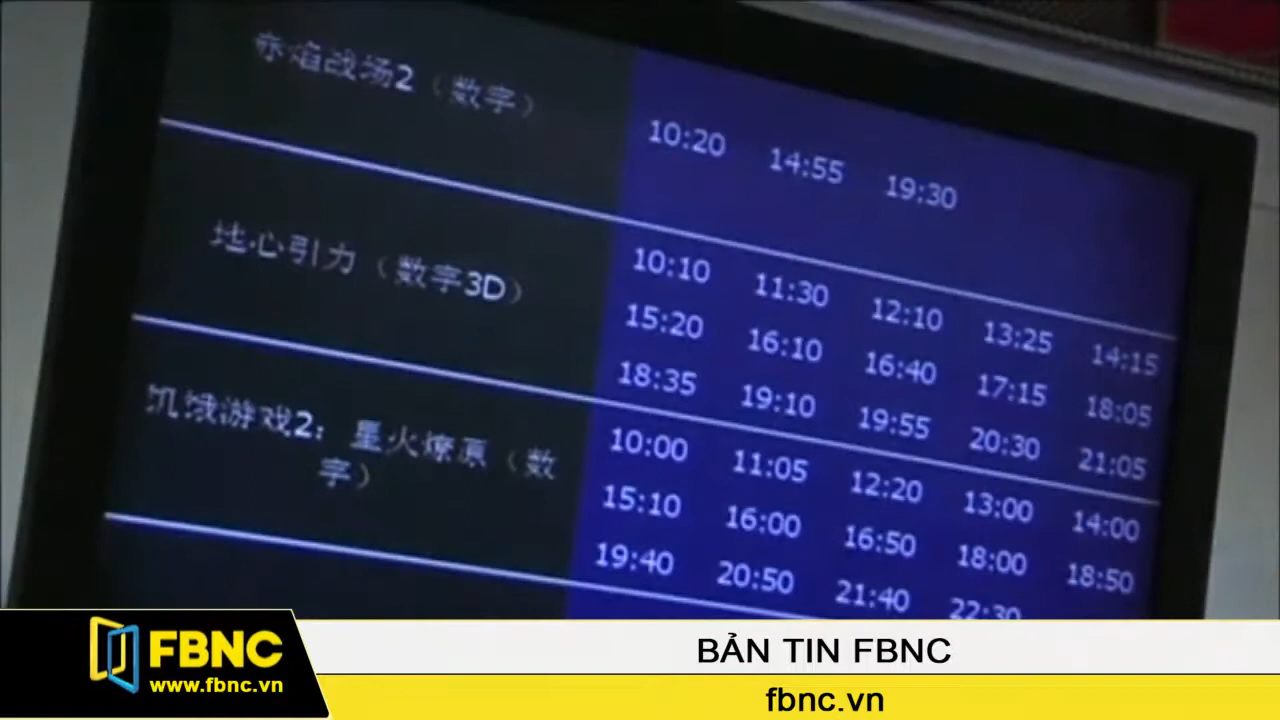 赤焰战场2（数字）
10:20 14:55 19:30
地心引力（数字3D）
10:10 11:30 12:10 13:25 14:15
15:20 16:10 16:40 17:15 18:05
18:35 19:10 19:55 20:30 21:05
饥饿游戏2：星火燎原（数
字）
10:00 11:05 12:20 13:00 14:00
15:10 16:00 16:50 18:00 18:50
19:40 20:50 21:40 22:30
FBNC
www.fbnc.vn
BẢN TIN FBNC
fbnc.vn